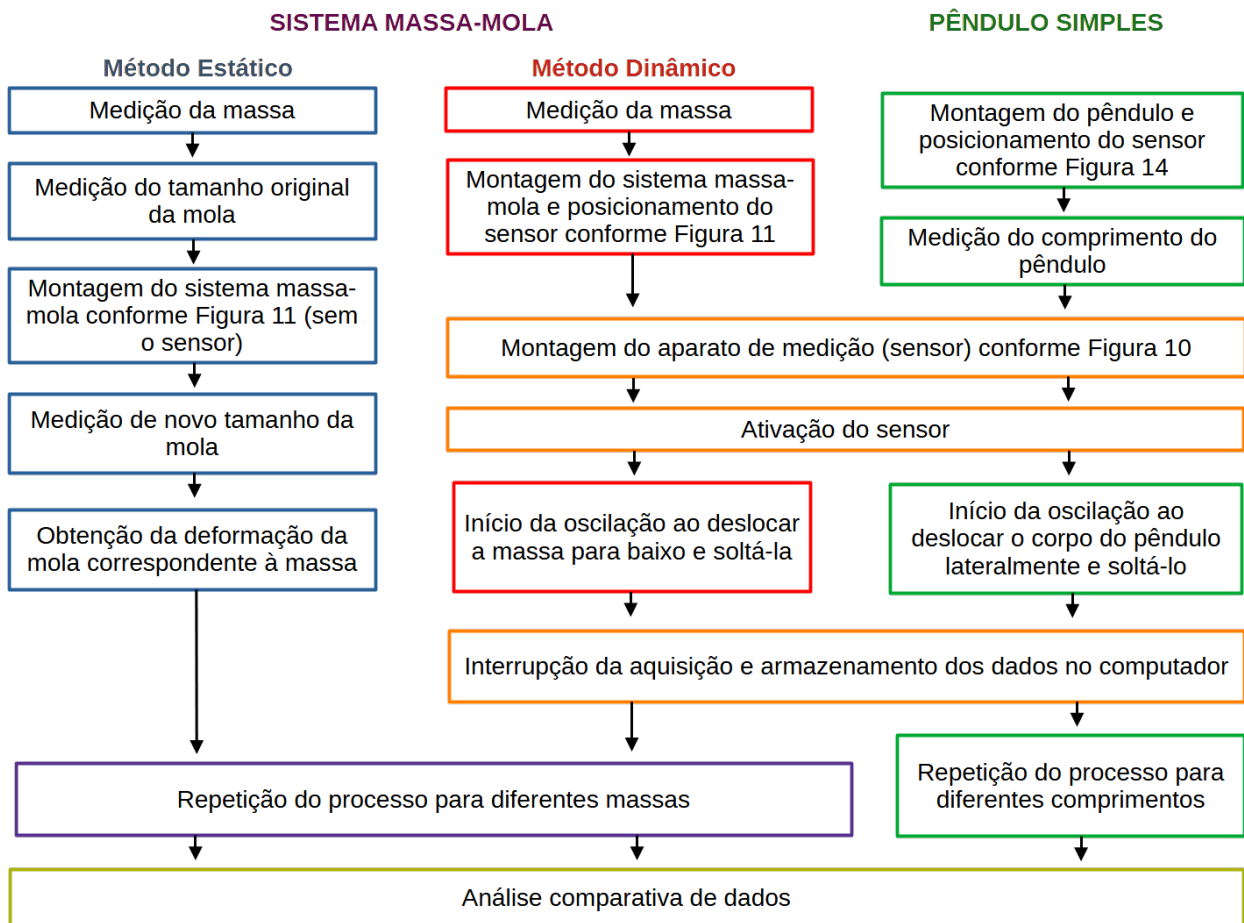 SISTEMA MASSA-MOLA
PÊNDULO SIMPLES
Método Estático
Método Dinâmico
Medição da massa
Medição do tamanho original
da mola
Montagem do sistema massa-
mola conforme Figura 11 (sem
o sensor)
Medição de novo tamanho da
mola
Obtenção da deformação da
mola correspondente à massa
Medição da massa
Montagem do sistema massa-
mola e posicionamento do
sensor conforme Figura 11
Montagem do pêndulo e
posicionamento do sensor
conforme Figura 14
Medição do comprimento do
pêndulo
Montagem do aparato de medição (sensor) conforme Figura 10
Ativação do sensor
Início da oscilação ao deslocar
a massa para baixo e soltá-la
Início da oscilação ao
deslocar o corpo do pêndulo
lateralmente e soltá-lo
Interrupção da aquisição e armazenamento dos dados no computador
Repetição do processo para diferentes massas
Repetição do processo para
diferentes comprimentos
Análise comparativa de dados